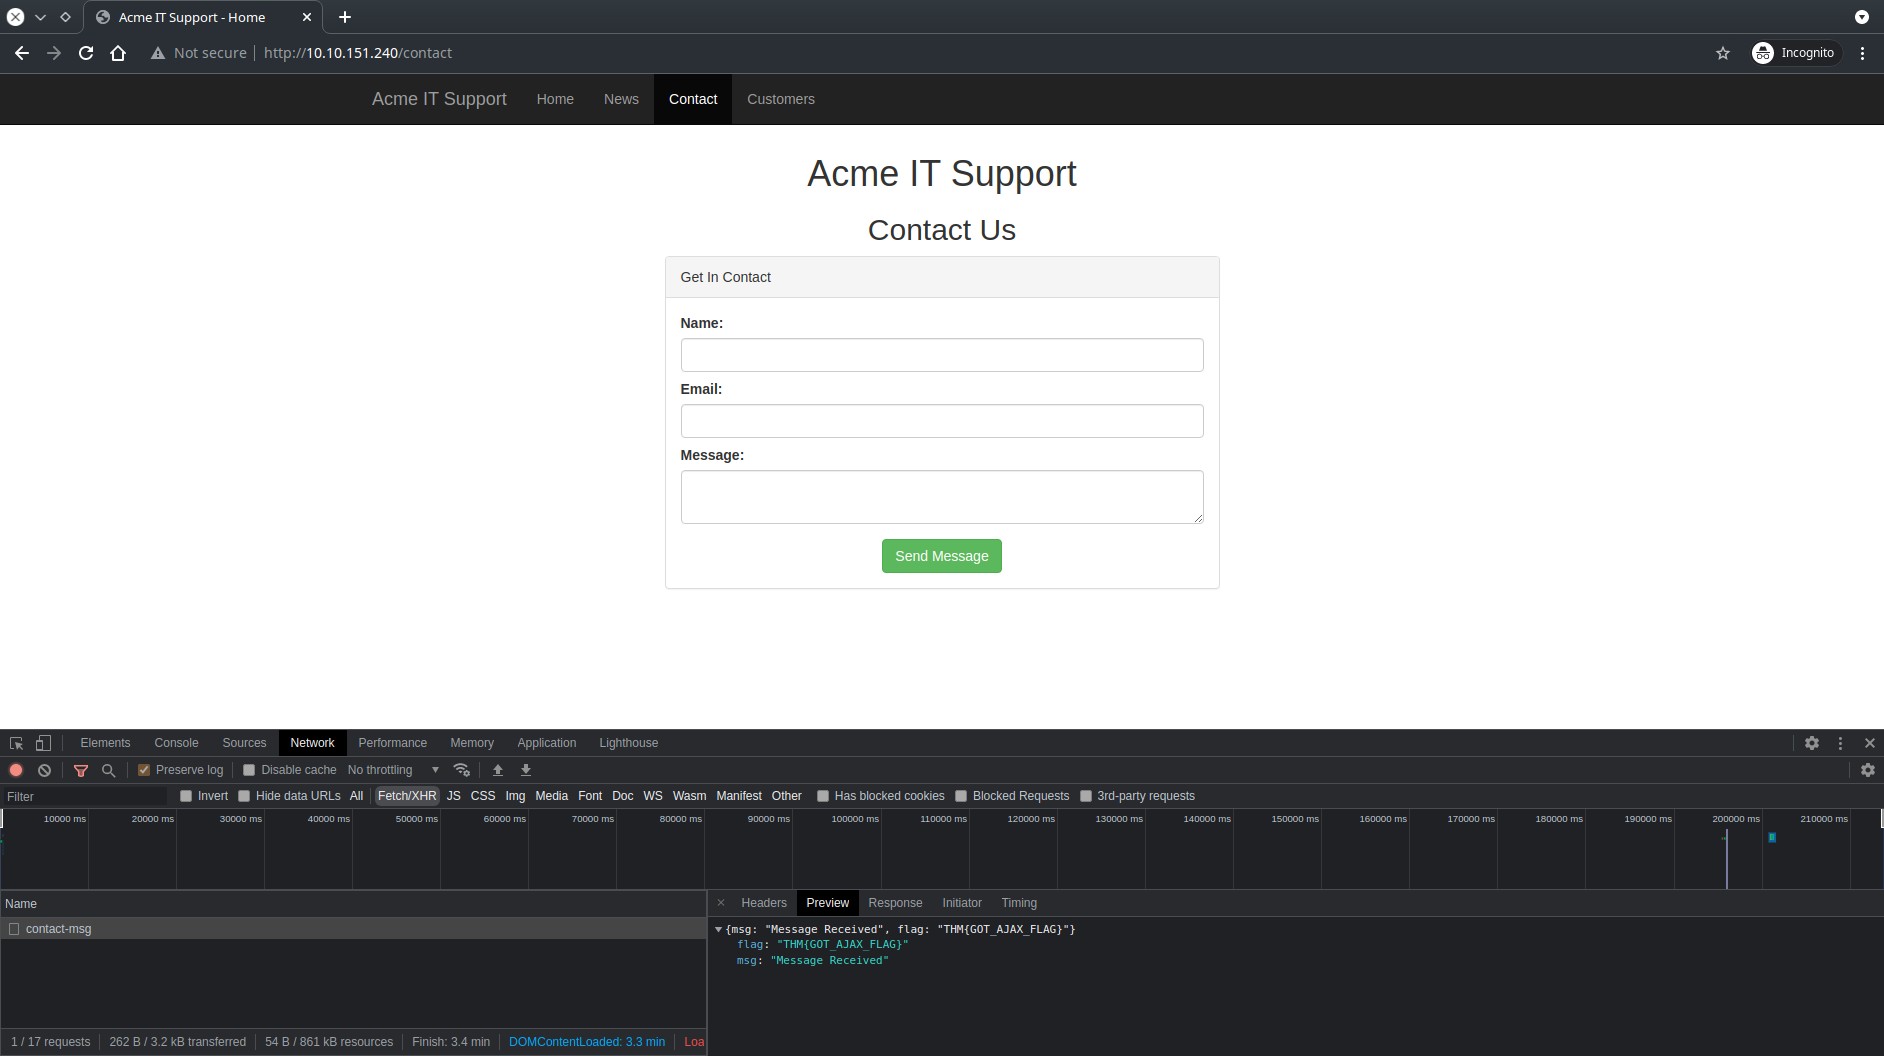 Acme IT Support - Home
Not secure http://10.10.151.240/contact
Incognito
Acme IT Support Home News Contact Customers
Acme IT Support
Contact Us
Get In Contact
Name:
Email:
Message:
Send Message
Elements Console Sources Network Performance Memory Application Lighthouse
Preserve log Disable cache No throttling
Filter Invert Hide data URLs All Fetch/XHR JS CSS Img Media Font Doc WS Wasm Manifest Other Has blocked cookies Blocked Requests 3rd-party requests
10000 ms 20000 ms 30000 ms 40000 ms 50000 ms 60000 ms 70000 ms 80000 ms 90000 ms 100000 ms 110000 ms 120000 ms 130000 ms 140000 ms 150000 ms 160000 ms 170000 ms 180000 ms 190000 ms 200000 ms 210000 ms
Name
contact-msg
Headers Preview Response Initiator Timing
{msg: "Message Received", flag: "THM{GOT_AJAX_FLAG}"}
flag: "THM{GOT_AJAX_FLAG}"
msg: "Message Received"
1 / 17 requests 262 B / 3.2 kB transferred 54 B / 861 kB resources Finish: 3.4 min DOMContentLoaded: 3.3 min Loa